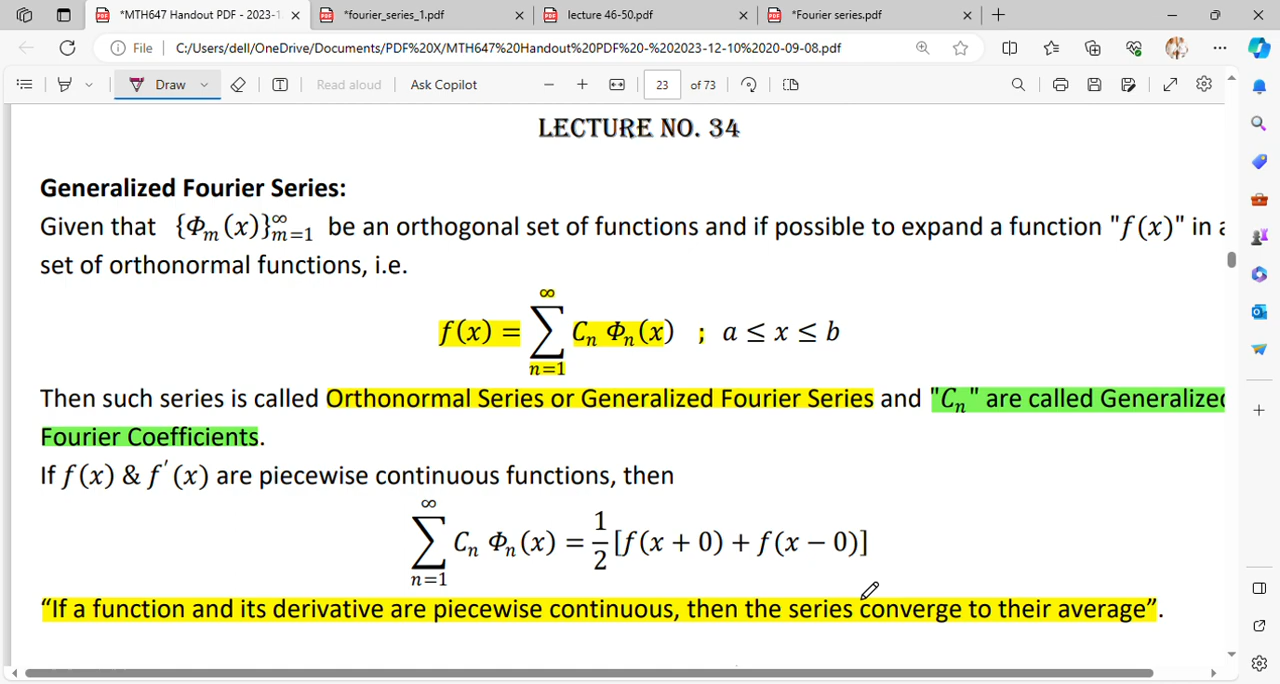 *MTH647 Handout PDF - 2023-1
*fourier_series_1.pdf
lecture 46-50.pdf
*Fourier series.pdf
File
C:/Users/dell/OneDrive/Documents/PDF%20X/MTH647%20Handout%20PDF%20-%202023-12-10%2020-09-08.pdf
Draw
Read aloud
Ask Copilot
23
of 73
LECTURE NO. 34
Generalized Fourier Series:
Given that {Φₘ(x)}∞m=1 be an orthogonal set of functions and if possible to expand a function "f(x)" in a
set of orthonormal functions, i.e.
f(x) = ∑∞n=1 Cₙ Φₙ(x) ; a ≤ x ≤ b
Then such series is called Orthonormal Series or Generalized Fourier Series and "Cₙ" are called Generalized
Fourier Coefficients.
If f(x) & f′(x) are piecewise continuous functions, then
∑∞n=1 Cₙ Φₙ(x) = 1/2 [f(x + 0) + f(x − 0)]
“If a function and its derivative are piecewise continuous, then the series converge to their average”.